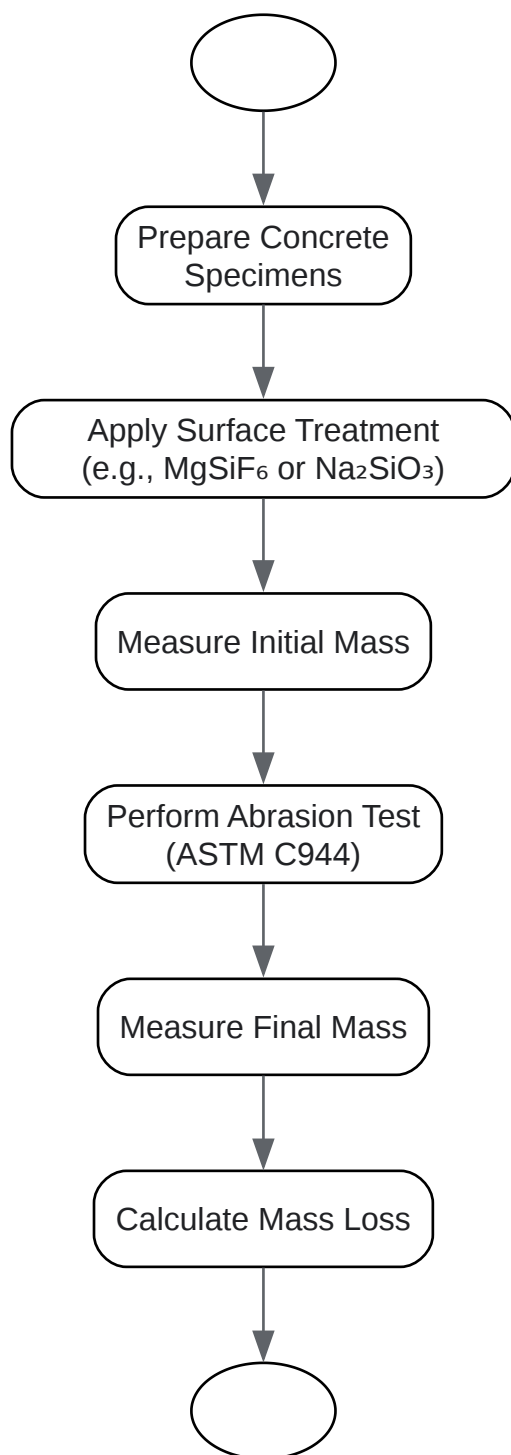 Prepare Concrete
Specimens
Apply Surface Treatment
(e.g., MgSiF₆ or Na₂SiO₃)
Measure Initial Mass
Perform Abrasion Test
(ASTM C944)
Measure Final Mass
Calculate Mass Loss